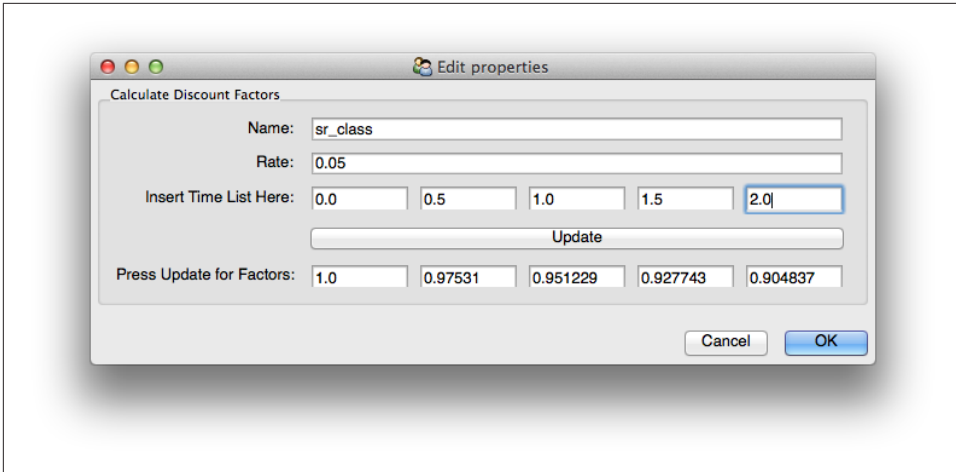 Edit properties
Calculate Discount Factors
Name: sr_class
Rate: 0.05
Insert Time List Here: 0.0 0.5 1.0 1.5 2.0
Update
Press Update for Factors: 1.0 0.97531 0.951229 0.927743 0.904837
Cancel OK